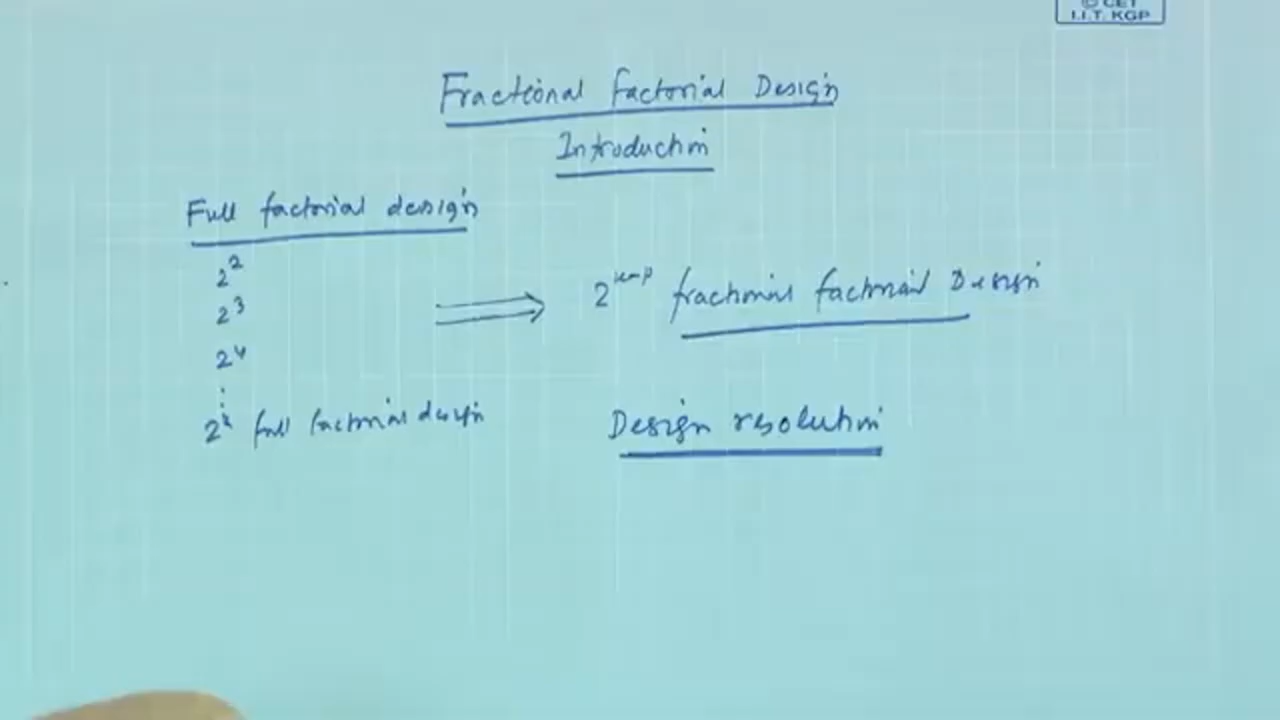 © CET
I.I.T. KGP
Fractional factorial Design
Introduction
Full factorial design
2²
2³
2⁴
⋮
2ᵏ full factorial design
⇒ 2ᵏ⁻ᵖ fractional factorial Design
Design resolution